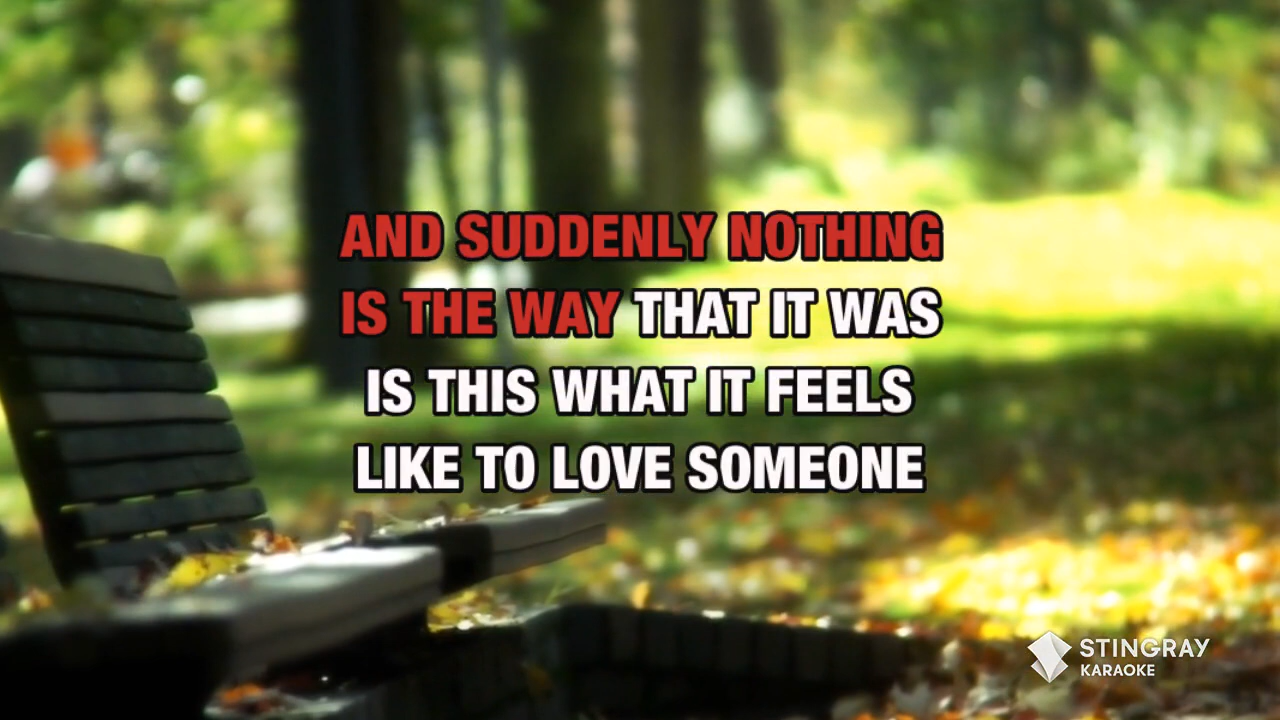 AND SUDDENLY NOTHING
IS THE WAY THAT IT WAS
IS THIS WHAT IT FEELS
LIKE TO LOVE SOMEONE
STINGRAY
KARAOKE